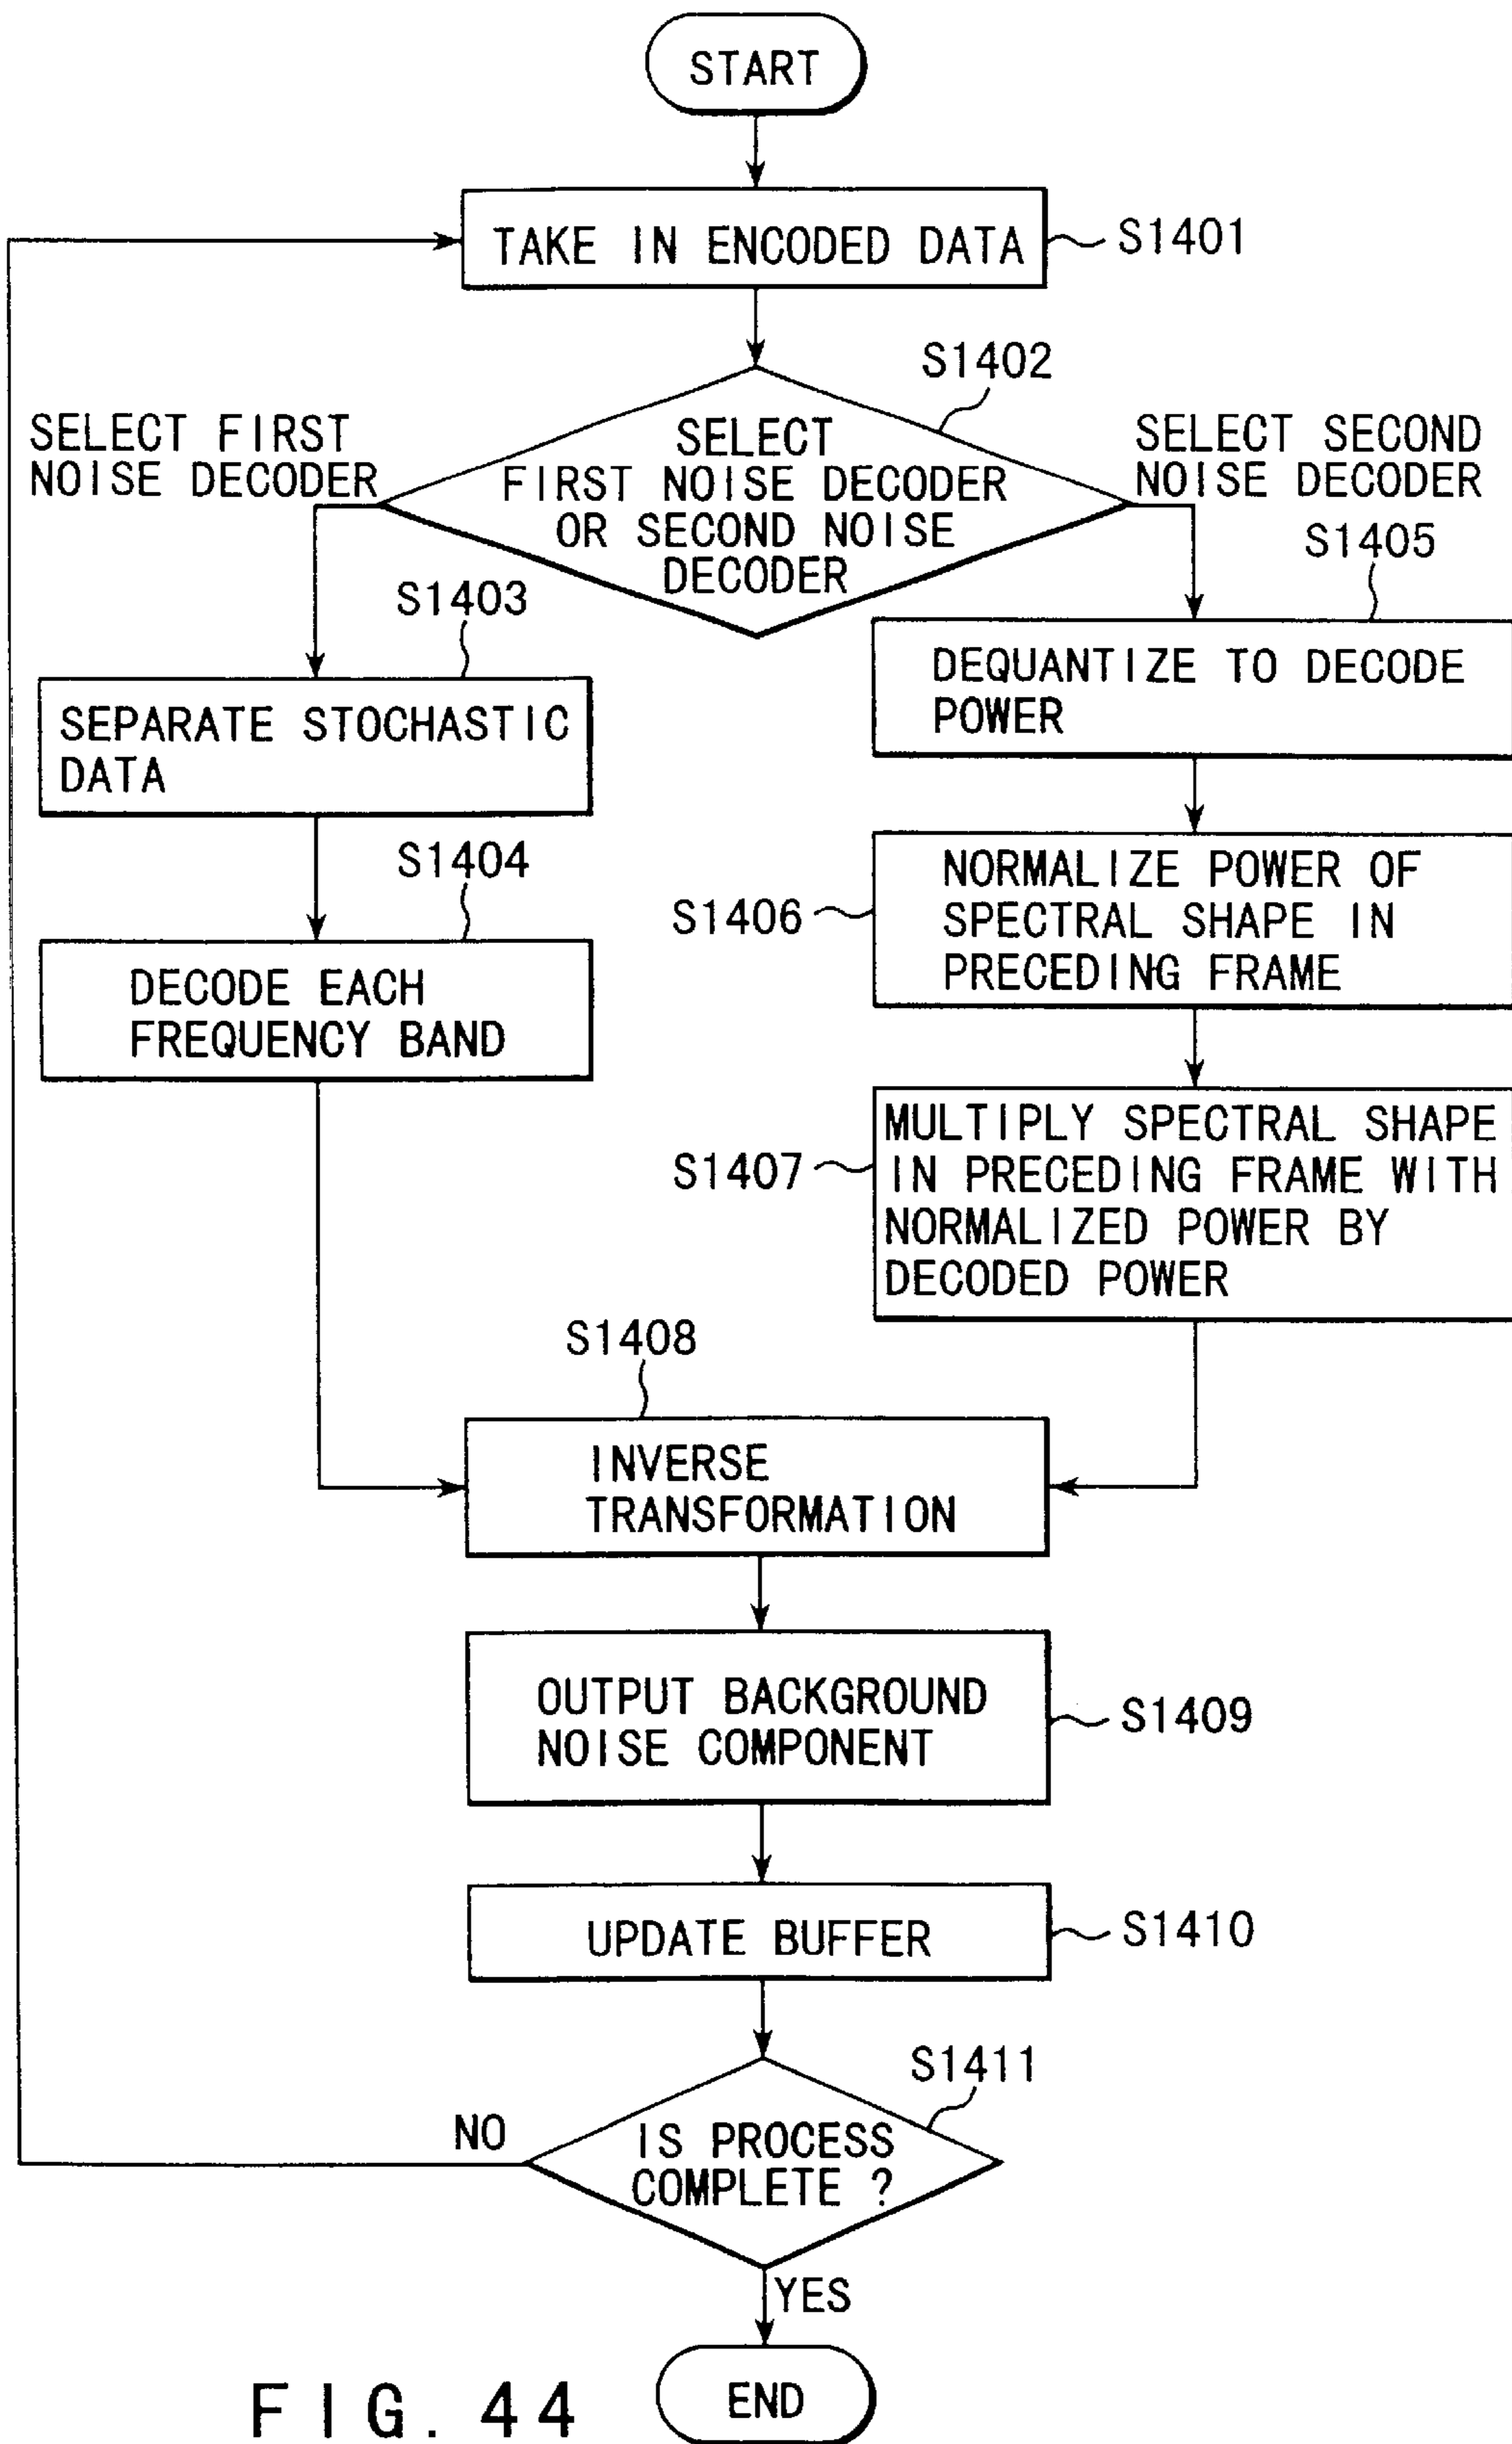 START
TAKE IN ENCODED DATA
S1401
S1402
SELECT FIRST
NOISE DECODER
SELECT
FIRST NOISE DECODER
OR SECOND NOISE
DECODER
SELECT SECOND
NOISE DECODER
S1403
SEPARATE STOCHASTIC
DATA
S1404
DECODE EACH
FREQUENCY BAND
S1405
DEQUANTIZE TO DECODE
POWER
S1406
NORMALIZE POWER OF
SPECTRAL SHAPE IN
PRECEDING FRAME
S1407
MULTIPLY SPECTRAL SHAPE
IN PRECEDING FRAME WITH
NORMALIZED POWER BY
DECODED POWER
S1408
INVERSE
TRANSFORMATION
OUTPUT BACKGROUND
NOISE COMPONENT
S1409
UPDATE BUFFER
S1410
S1411
NO
IS PROCESS
COMPLETE ?
YES
END
FIG. 44